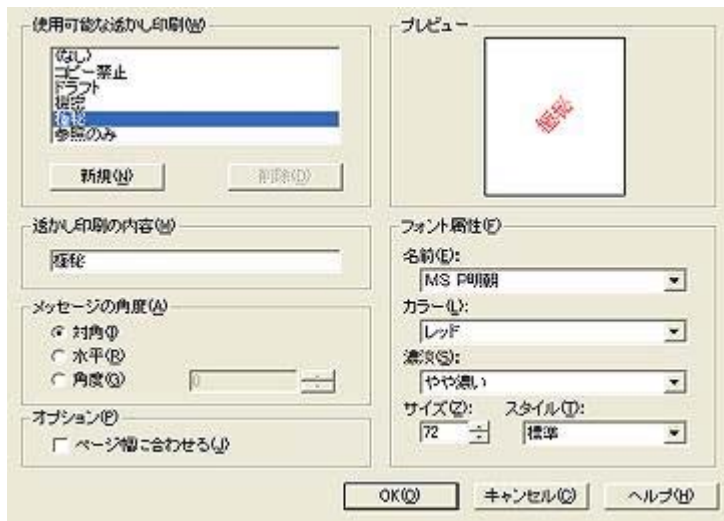 使用可能な透かし印刷(W)
(なし)
コピー禁止
ドラフト
機密
極秘
参照のみ
新規(N)
削除(D)
透かし印刷の内容(M)
極秘
メッセージの角度(A)
対角(I)
水平(R)
角度(G)
0
オプション(P)
ページ幅に合わせる(J)
プレビュー
極秘
フォント属性(F)
名前(E):
MS P明朝
カラー(L):
レッド
濃淡(S):
やや濃い
サイズ(Z):
スタイル(T):
72
標準
OK(O)
キャンセル(C)
ヘルプ(H)